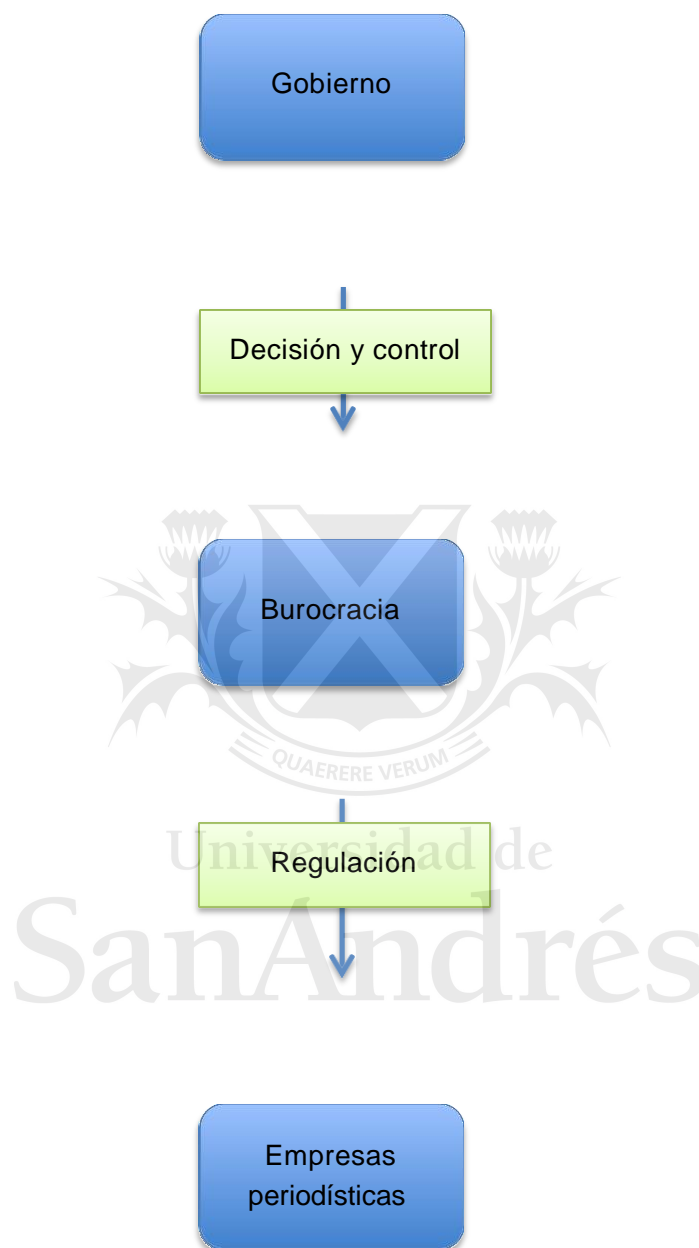 Gobierno
Decisión y control
Burocracia
QUAERERE VERUM
Universidad de
Regulación
SanAndrés
Empresas
periodísticas